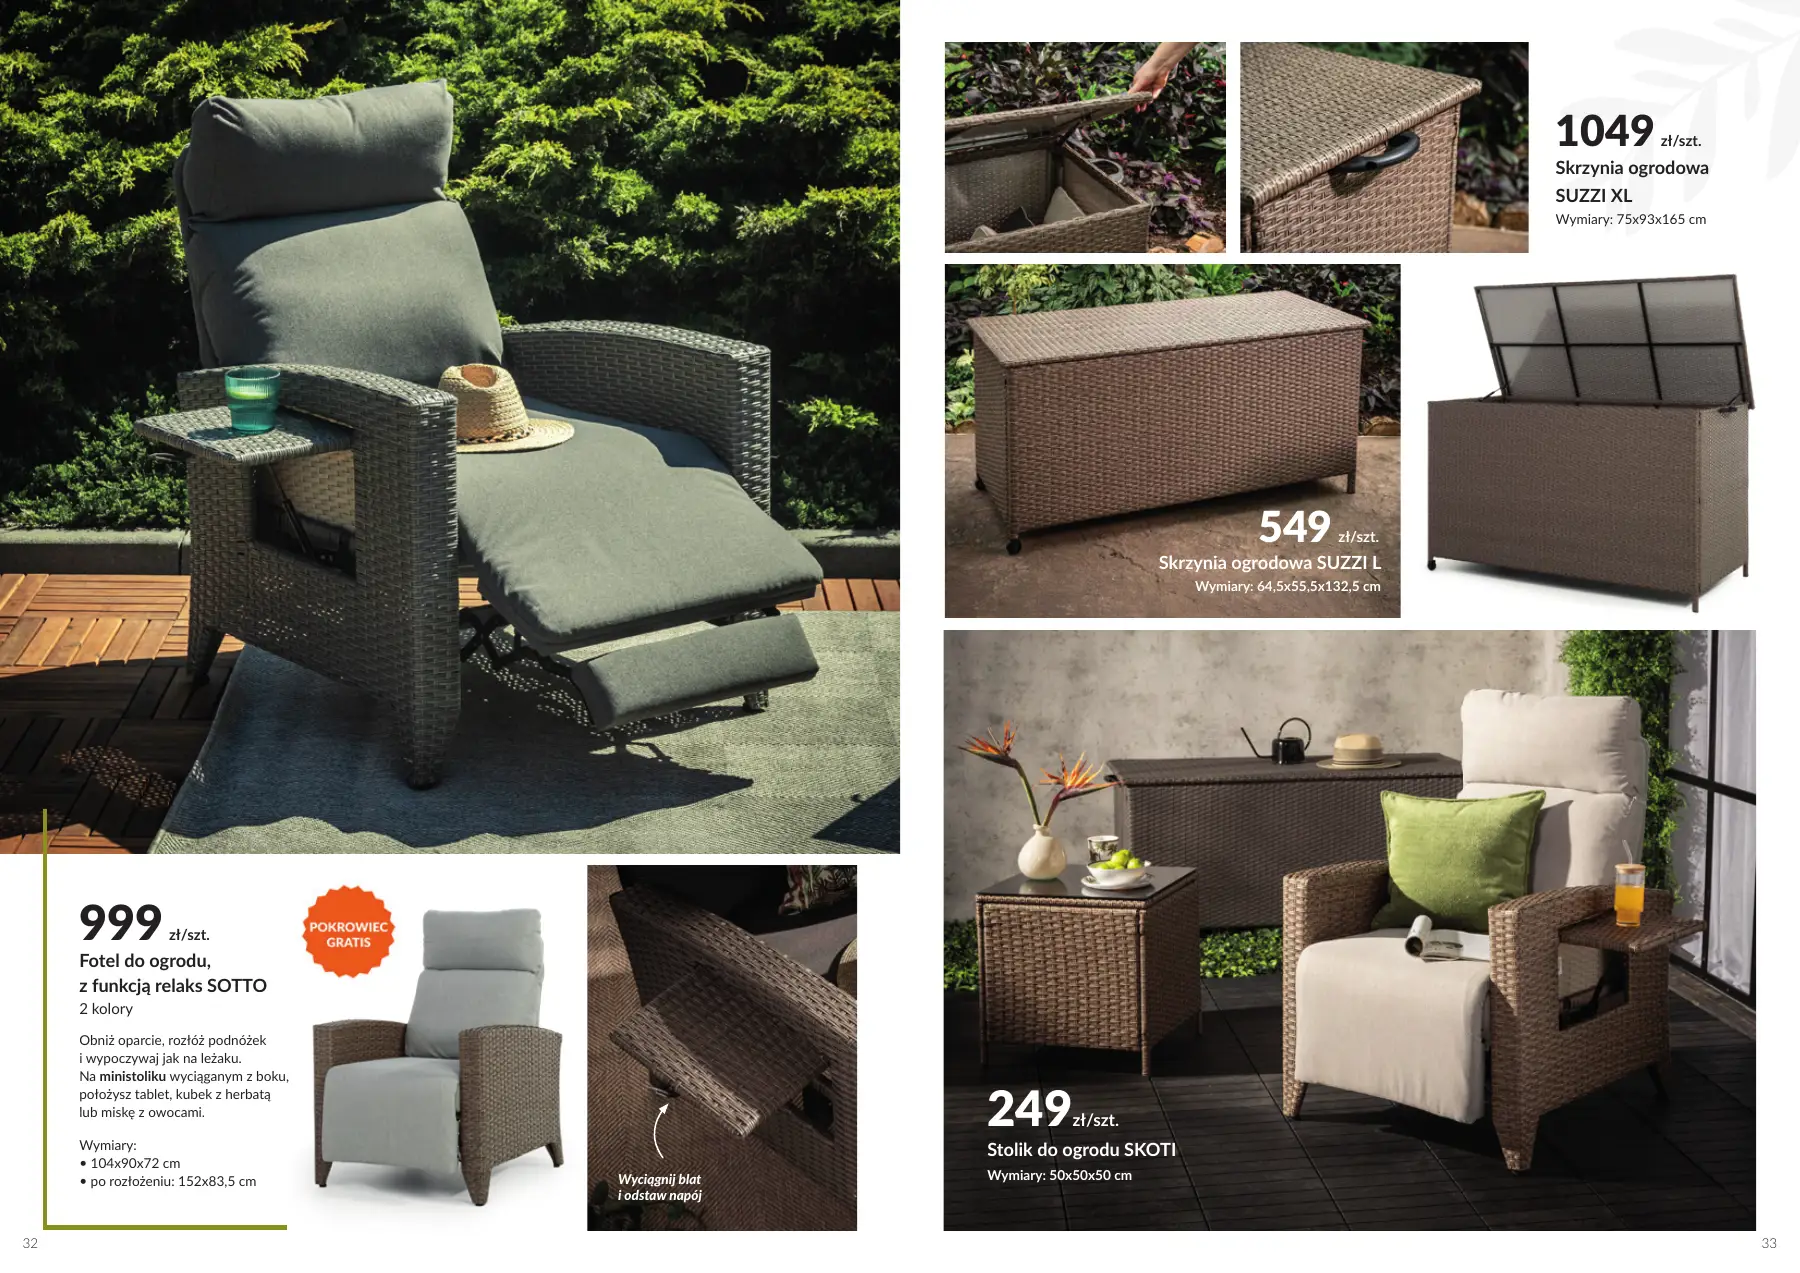 999 zł/szt.
Fotel do ogrodu,
z funkcją relaks SOTTO
2 kolory
Obniż oparcie, rozłóż podnóżek
i wypoczywaj jak na leżaku.
Na ministoliku wyciąganym z boku,
położysz tablet, kubek z herbatą
lub miskę z owocami.
Wymiary:
• 104x90x72 cm
• po rozłożeniu: 152x83,5 cm
POKROWIEC
GRATIS
Wyciągnij blat
i odstaw napój
32
1049 zł/szt.
Skrzynia ogrodowa
SUZZI XL
Wymiary: 75x93x165 cm
549 zł/szt.
Skrzynia ogrodowa SUZZI L
Wymiary: 64,5x55,5x132,5 cm
249 zł/szt.
Stolik do ogrodu SKOTI
Wymiary: 50x50x50 cm
33